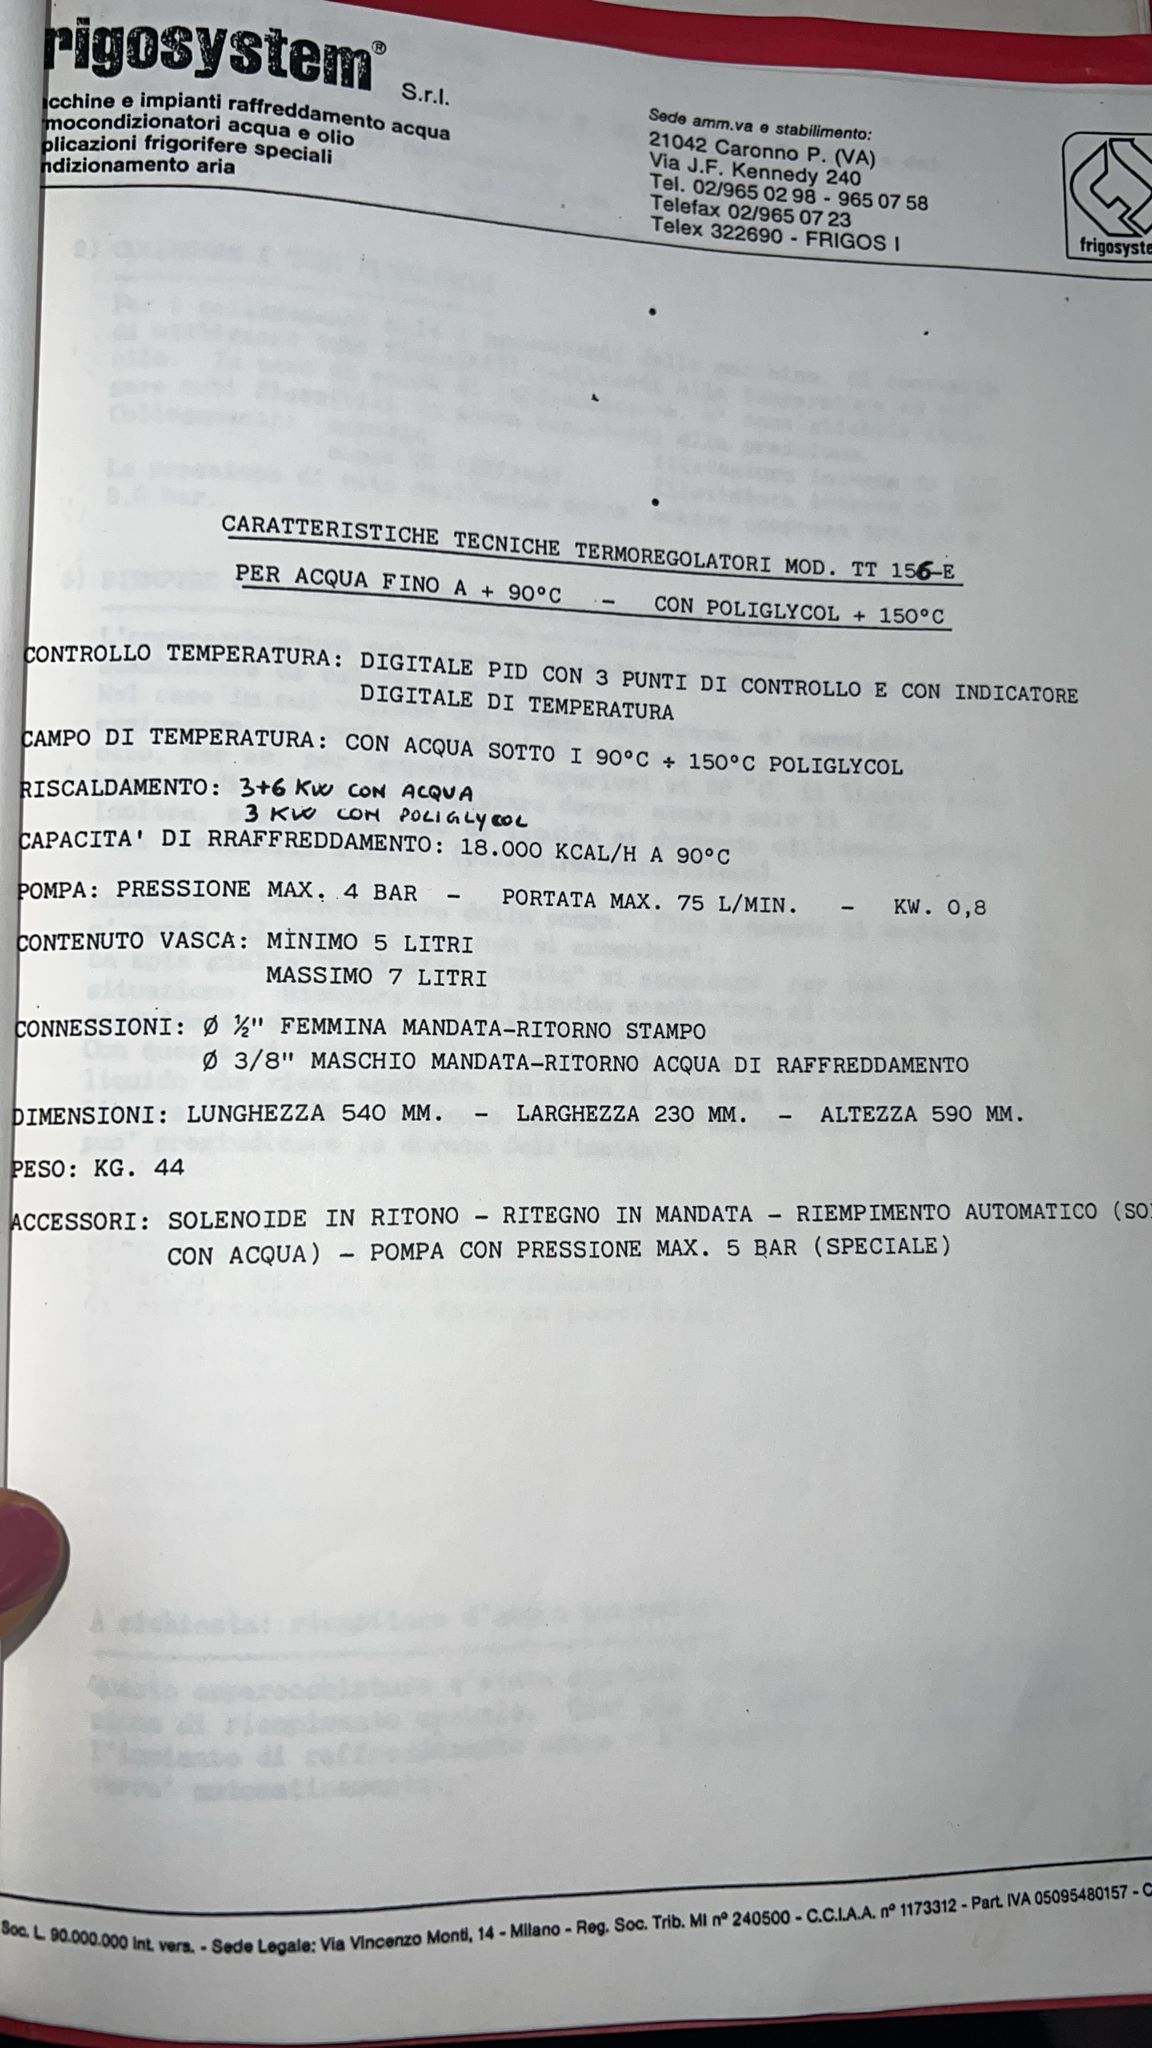 rigosystem®
S.r.l.
cchine e impianti raffreddamento acqua
mocondizionatori acqua e olio
plicazioni frigorifere speciali
ndizionamento aria
Sede amm.va e stabilimento:
21042 Caronno P. (VA)
Via J.F. Kennedy 240
Tel. 02/965 02 98 - 965 07 58
Telefax 02/965 07 23
Telex 322690 - FRIGOS I
frigosyste
CARATTERISTICHE TECNICHE TERMOREGOLATORI MOD. TT 156-E
PER ACQUA FINO A + 90°C - CON POLIGLYCOL + 150°C
CONTROLLO TEMPERATURA: DIGITALE PID CON 3 PUNTI DI CONTROLLO E CON INDICATORE
DIGITALE DI TEMPERATURA
CAMPO DI TEMPERATURA: CON ACQUA SOTTO I 90°C ÷ 150°C POLIGLYCOL
RISCALDAMENTO: 3+6 KW CON ACQUA
3 KW CON POLIGLYCOL
CAPACITA' DI RRAFFREDDAMENTO: 18.000 KCAL/H A 90°C
POMPA: PRESSIONE MAX. 4 BAR - PORTATA MAX. 75 L/MIN. - KW. 0,8
CONTENUTO VASCA: MINIMO 5 LITRI
MASSIMO 7 LITRI
CONNESSIONI: Ø ½" FEMMINA MANDATA-RITORNO STAMPO
Ø 3/8" MASCHIO MANDATA-RITORNO ACQUA DI RAFFREDDAMENTO
DIMENSIONI: LUNGHEZZA 540 MM. - LARGHEZZA 230 MM. - ALTEZZA 590 MM.
PESO: KG. 44
ACCESSORI: SOLENOIDE IN RITONO - RITEGNO IN MANDATA - RIEMPIMENTO AUTOMATICO (SO
CON ACQUA) - POMPA CON PRESSIONE MAX. 5 BAR (SPECIALE)
Soc. L. 90.000.000 int. vers. - Sede Legale: Via Vincenzo Monti, 14 - Milano - Reg. Soc. Trib. MI nº 240500 - C.C.I.A.A. nº 1173312 - Part. IVA 05095480157 - C